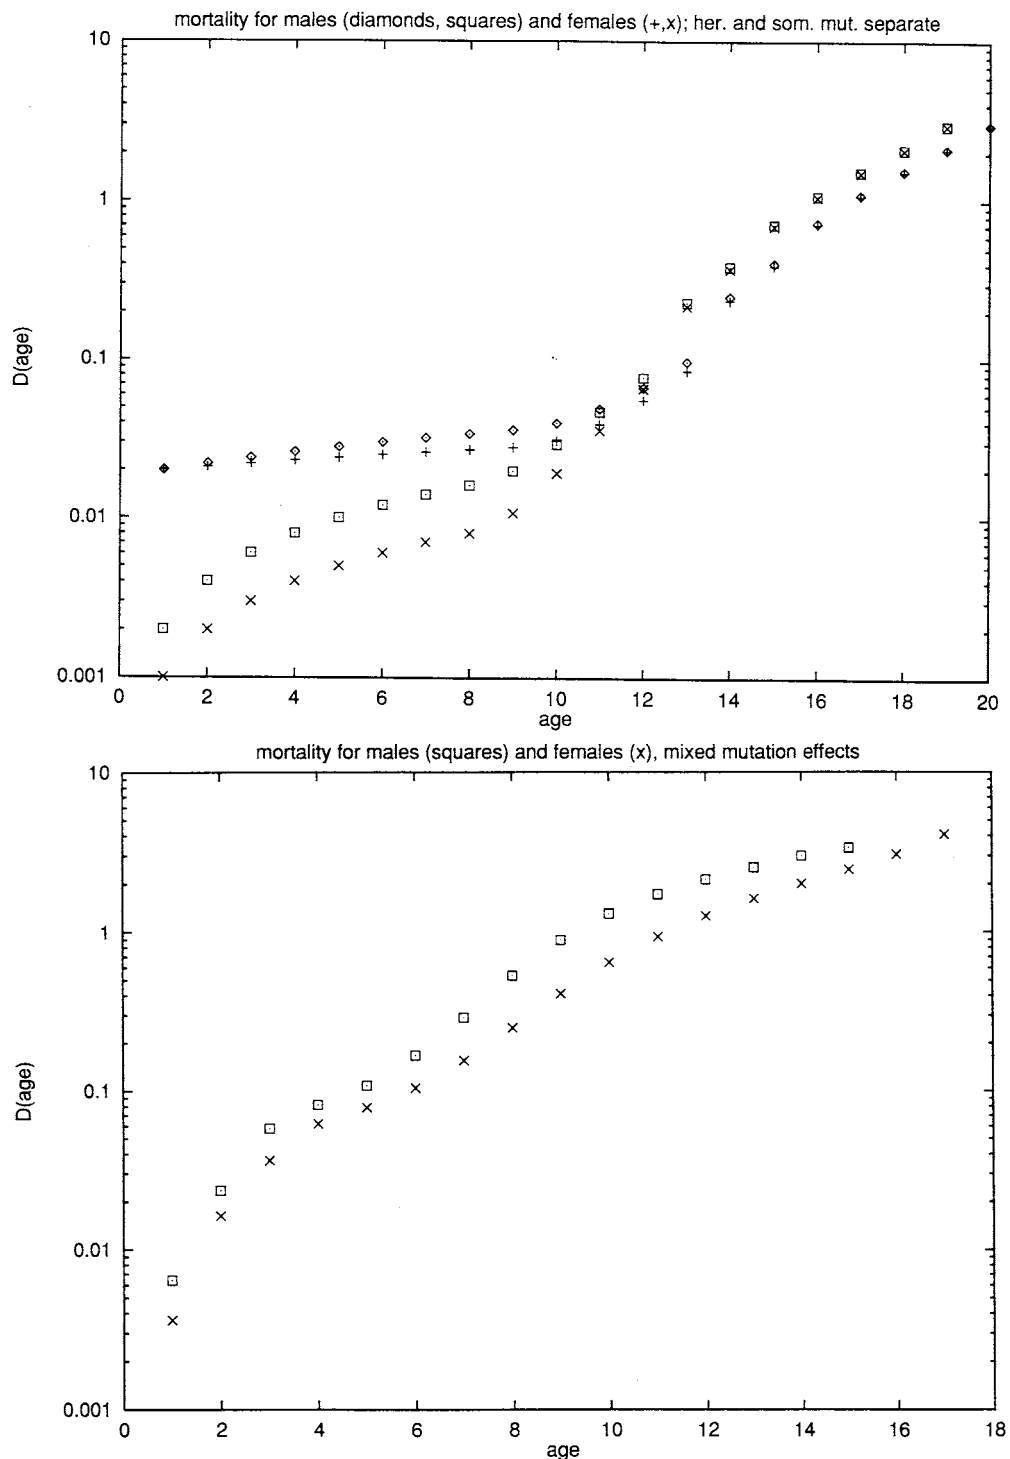 mortality for males (diamonds, squares) and females (+,x); her. and som. mut. separate
10
1
0.1
0.01
0.001
D(age)
0 2 4 6 8 10 12 14 16 18 20
age
mortality for males (squares) and females (x), mixed mutation effects
10
1
0.1
0.01
0.001
D(age)
0 2 4 6 8 10 12 14 16 18
age